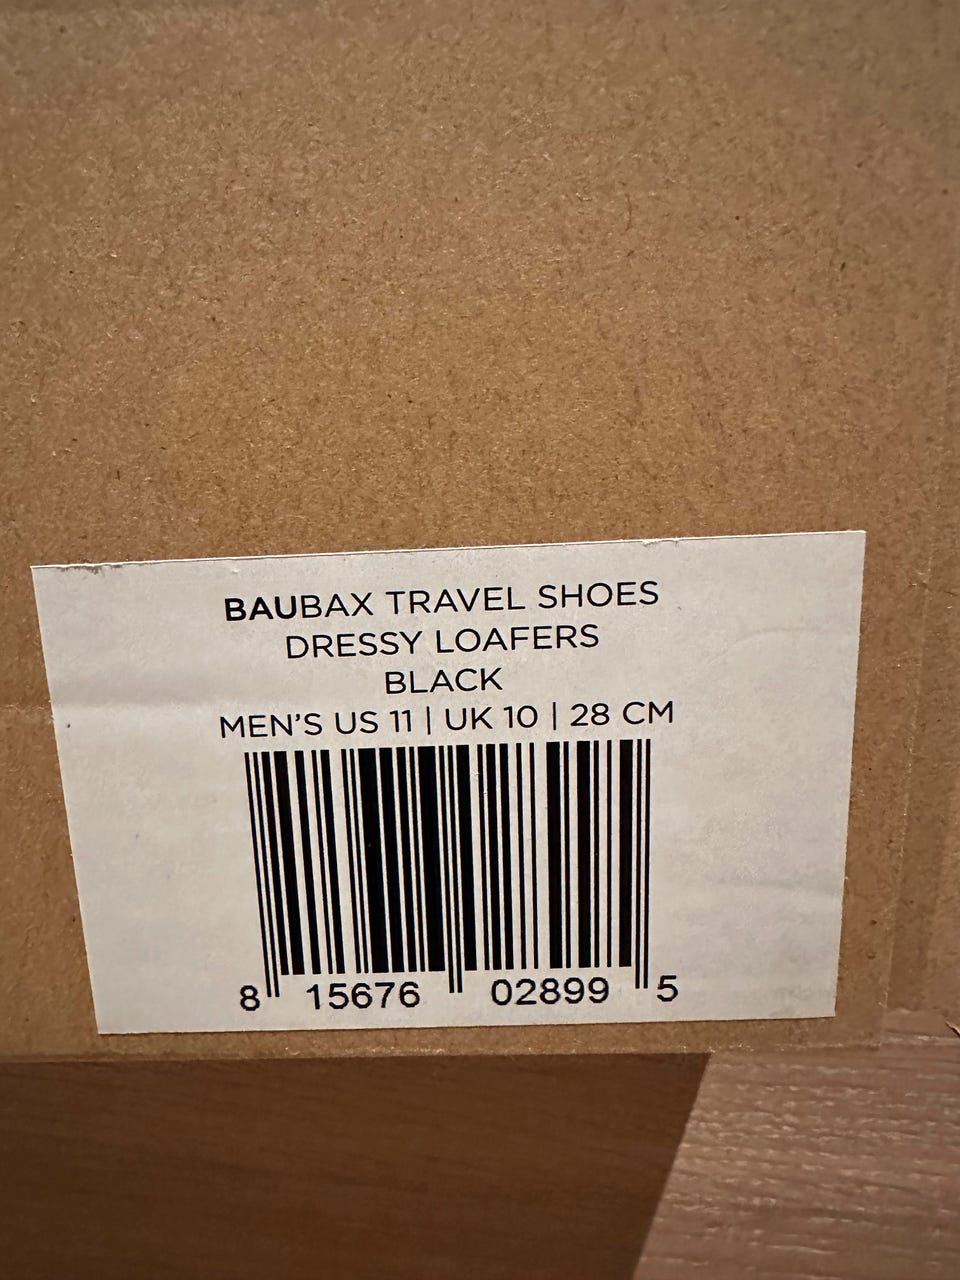 BAUBAX TRAVEL SHOES
DRESSY LOAFERS
BLACK
MEN'S US 11 | UK 10 | 28 CM
8 15676 02899 5